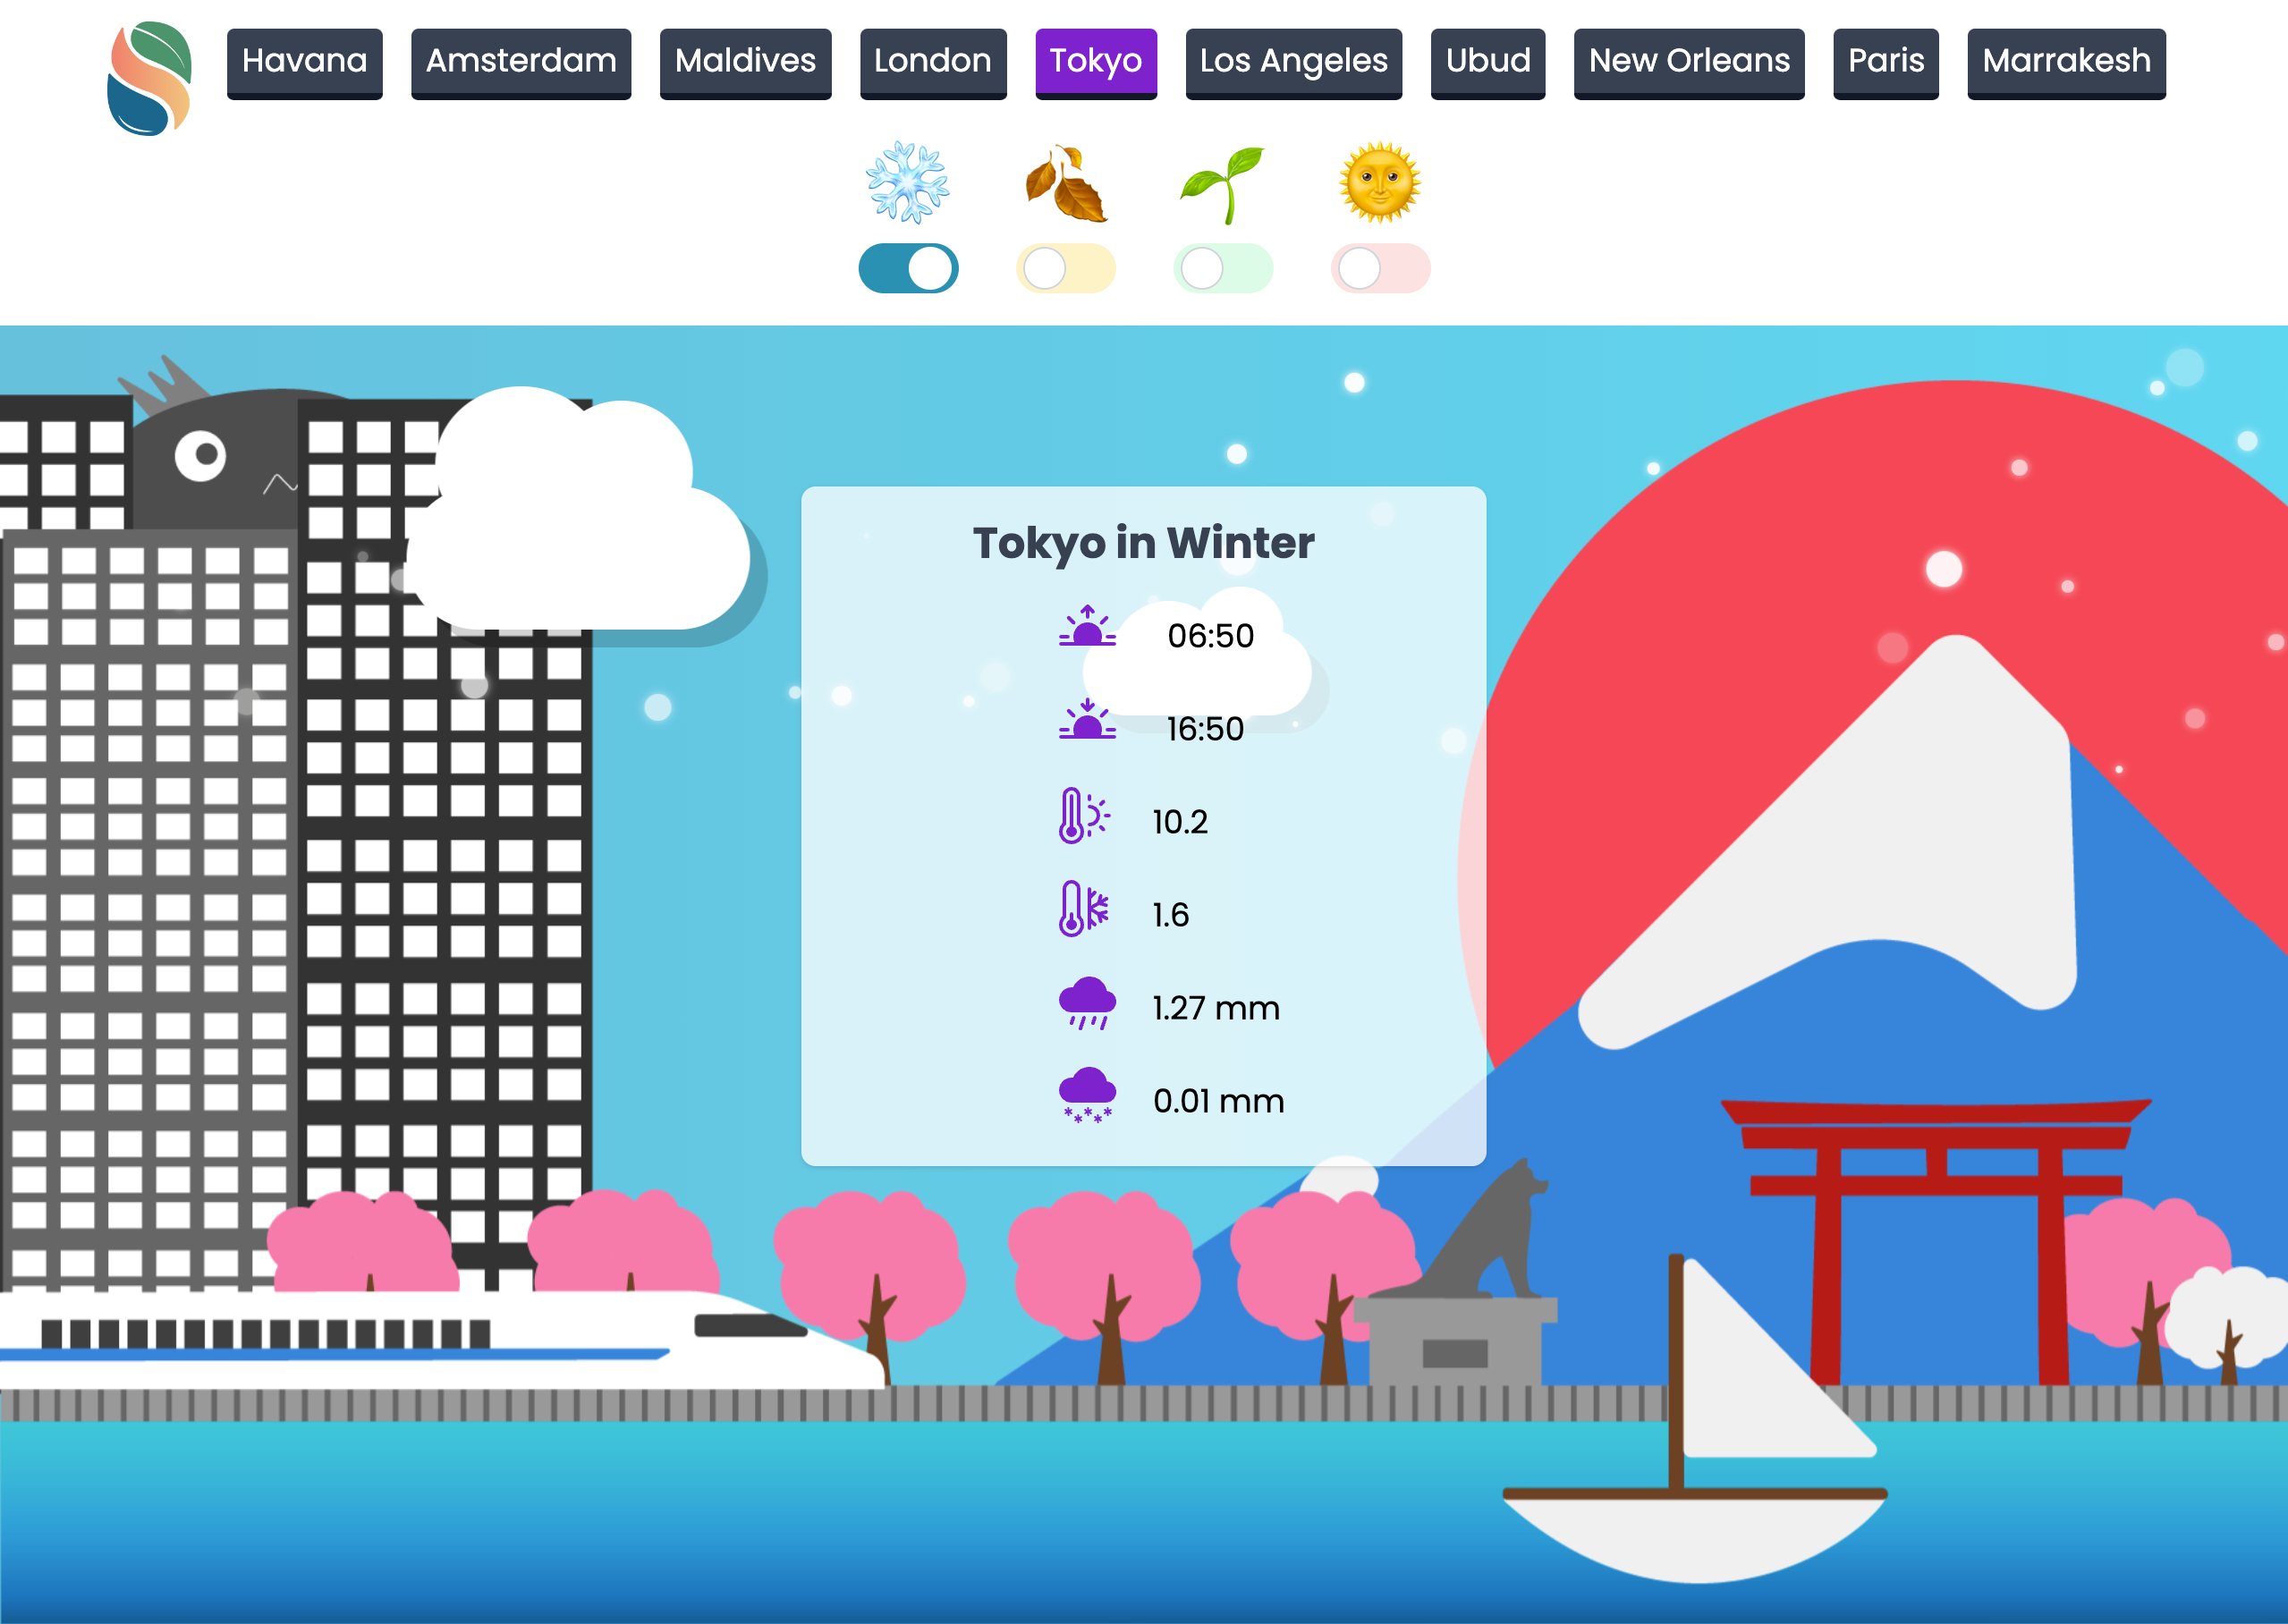 Havana Amsterdam Maldives London Tokyo Los Angeles Ubud New Orleans Paris Marrakesh
Tokyo in Winter
06:50
16:50
10.2
1.6
1.27 mm
0.01 mm